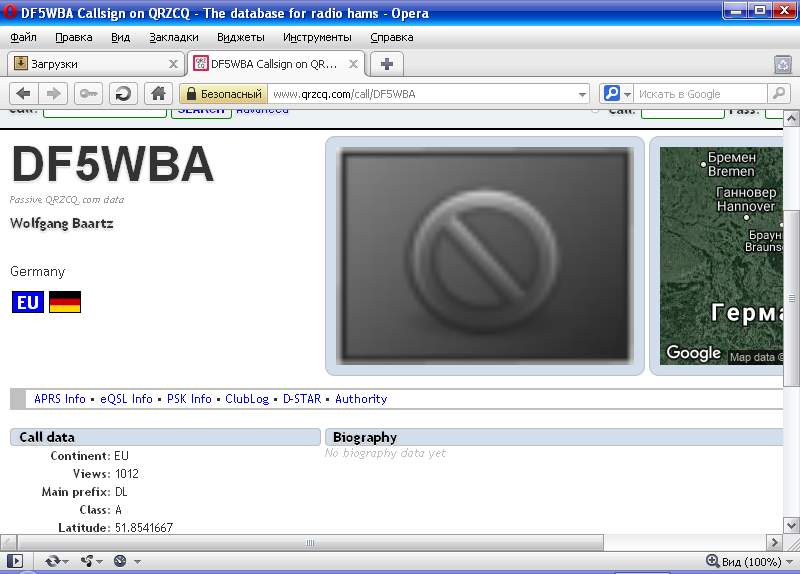 DF5WBA Callsign on QRZCQ - The database for radio hams - Opera
Файл Правка Вид Закладки Виджеты Инструменты Справка
Загрузки DF5WBA Callsign on QR...
Безопасный www.qrzcq.com/call/DF5WBA Искать в Google
SEARCH Advanced Call: Pass:
DF5WBA
Passive QRZCQ.com data
Wolfgang Baartz
Germany
EU
Бремен
Bremen
Ганновер
Hannover
Браун
Brauns
Герма
Google Map data ©
APRS Info • eQSL Info • PSK Info • ClubLog • D-STAR • Authority
Call data
Continent: EU
Views: 1012
Main prefix: DL
Class: A
Latitude: 51.8541667
Biography
No biography data yet
Вид (100%)